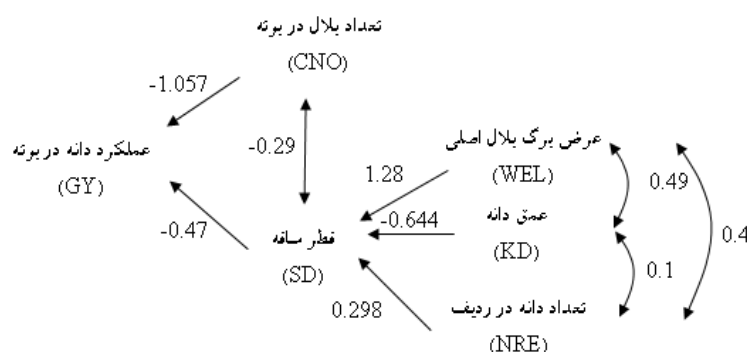 تعداد بلال در بوته
(CNO)
-1.057
عملکرد دانه در بوته
(GY)
-0.29
عرض برگ بلال اصلی
(WEL)
1.28
0.49
-0.644
عمق دانه
(KD)
-0.47
قطر ساقه
(SD)
0.4
0.1
0.298
تعداد دانه در ردیف
(NRE)